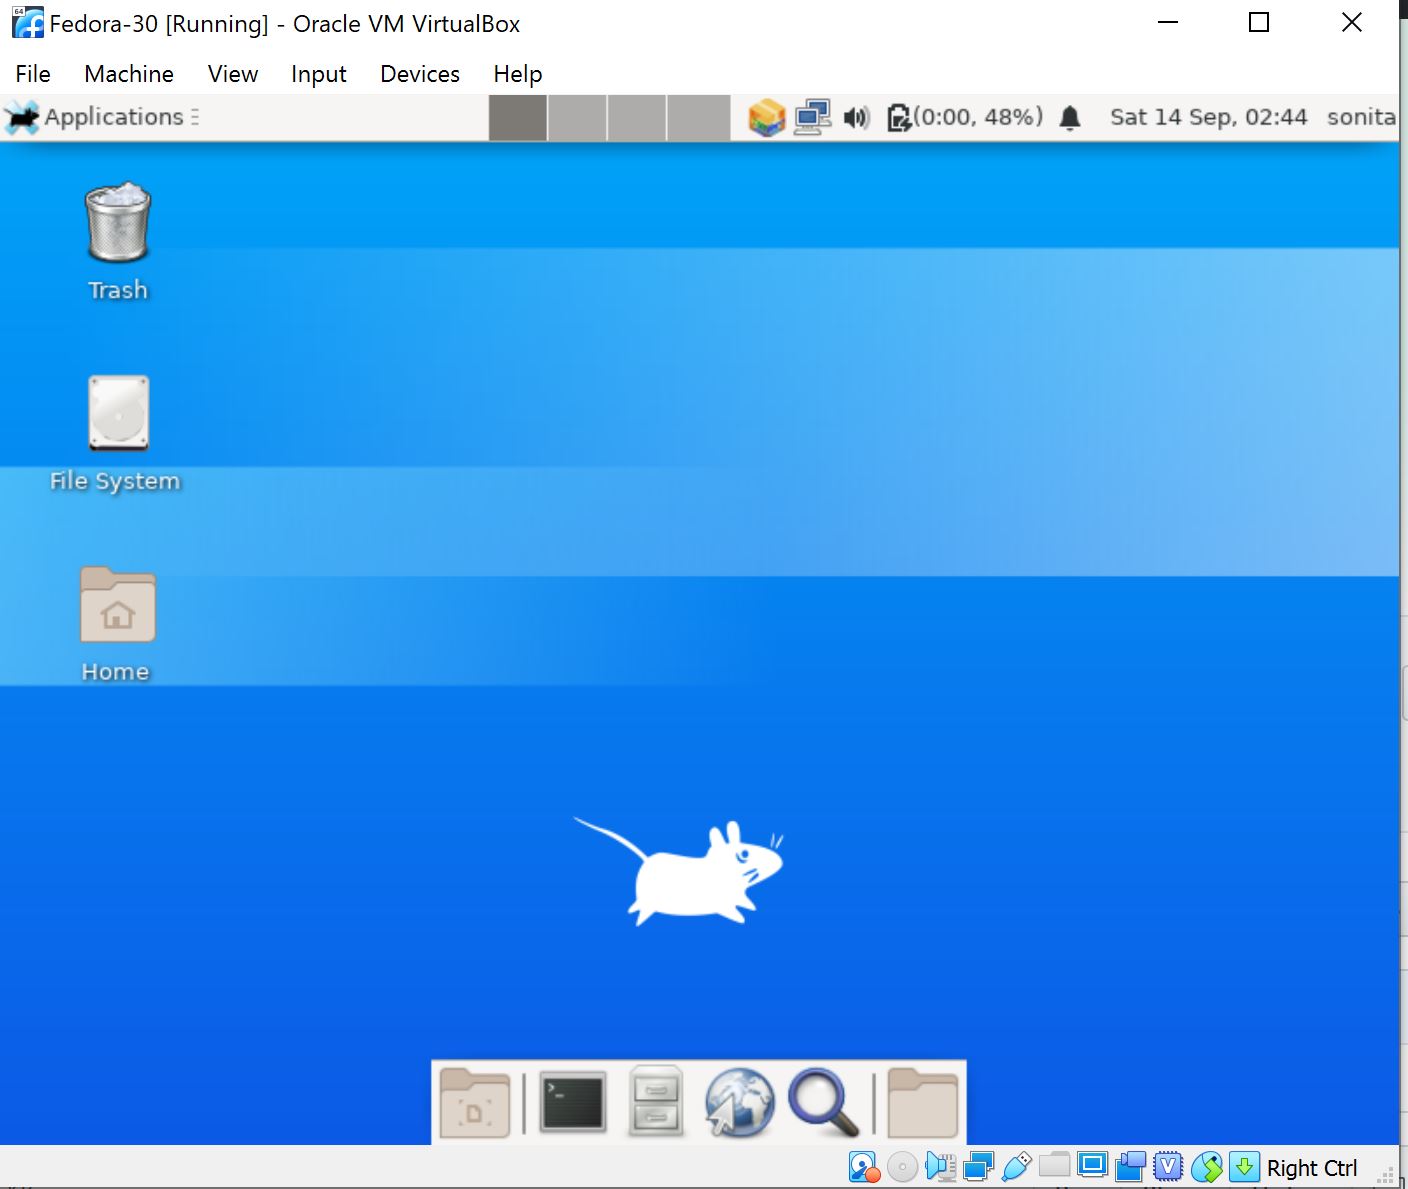 64
Fedora-30 [Running] - Oracle VM VirtualBox
File Machine View Input Devices Help
Applications (0:00, 48%) Sat 14 Sep, 02:44 sonita
Trash
File System
Home
>_
V
Right Ctrl